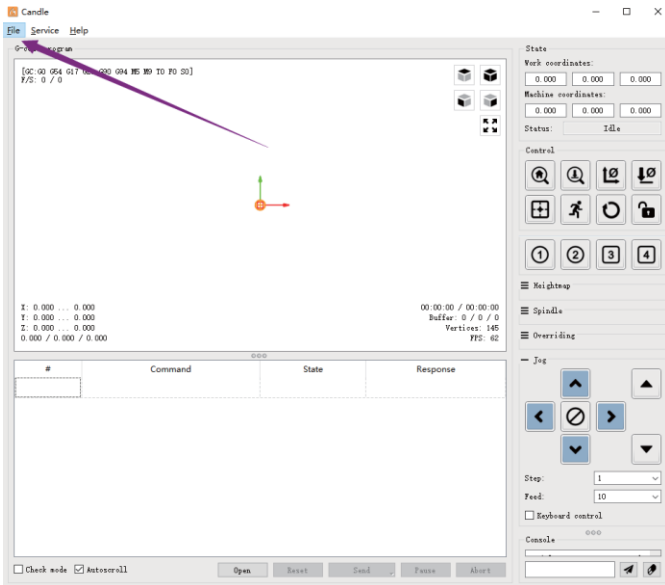 Candle
File Service Help
G-code program
[GC:G0 G54 G17 G21 G90 G94 M5 M9 T0 F0 S0]
F/S: 0 / 0
X: 0.000 ... 0.000
Y: 0.000 ... 0.000
Z: 0.000 ... 0.000
0.000 / 0.000 / 0.000
00:00:00 / 00:00:00
Buffer: 0 / 0 / 0
Vertices: 145
FPS: 62
# Command State Response
Check mode Autoscroll Open Reset Send Pause Abort
State
Work coordinates:
0.000 0.000 0.000
Machine coordinates:
0.000 0.000 0.000
Status: Idle
Control
1 2 3 4
Heightmap
Spindle
Overriding
Jog
Step: 1
Feed: 10
Keyboard control
Console